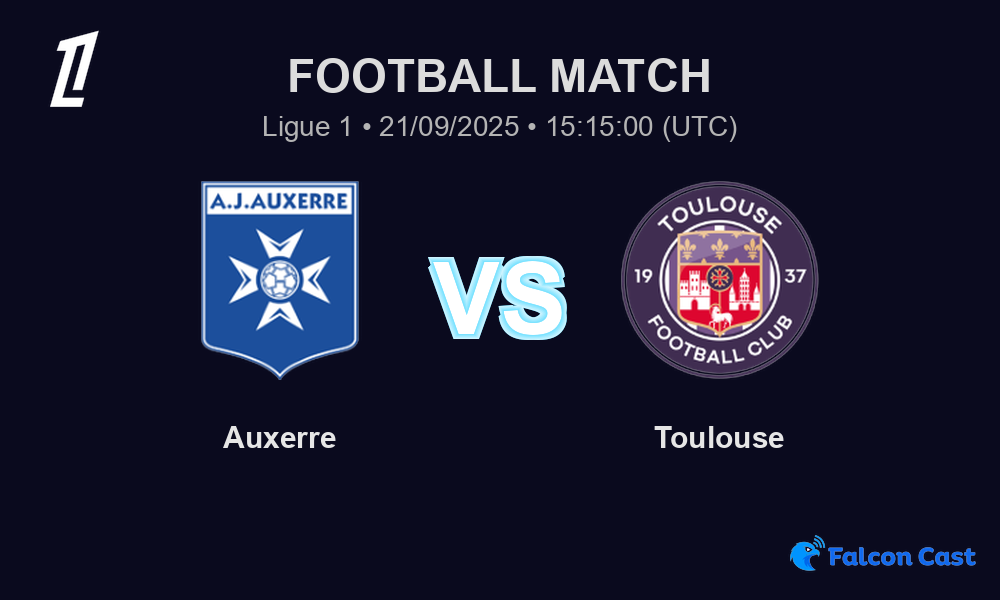 FOOTBALL MATCH
Ligue 1 • 21/09/2025 • 15:15:00 (UTC)
A.J.AUXERRE
VS
TOULOUSE
19 37
FOOTBALL CLUB
Auxerre
Toulouse
Falcon Cast